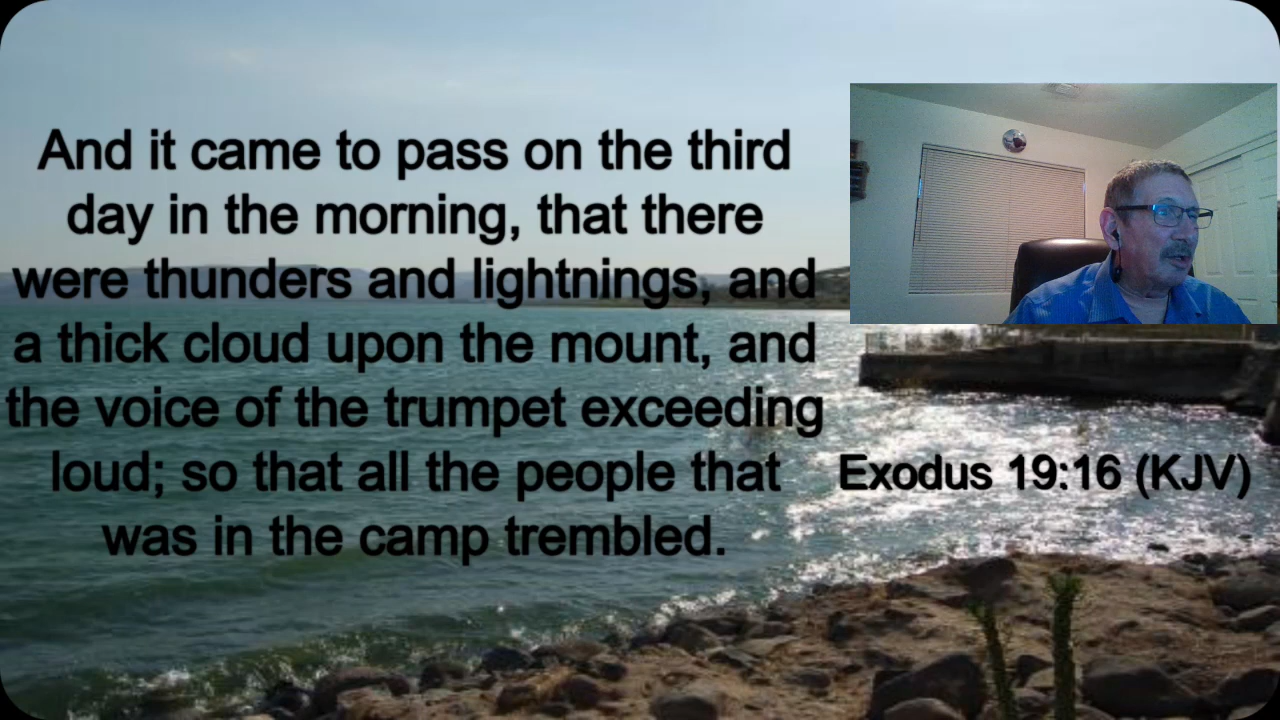 And it came to pass on the third
day in the morning, that there
were thunders and lightnings, and
a thick cloud upon the mount, and
the voice of the trumpet exceeding
loud; so that all the people that
was in the camp trembled.
Exodus 19:16 (KJV)